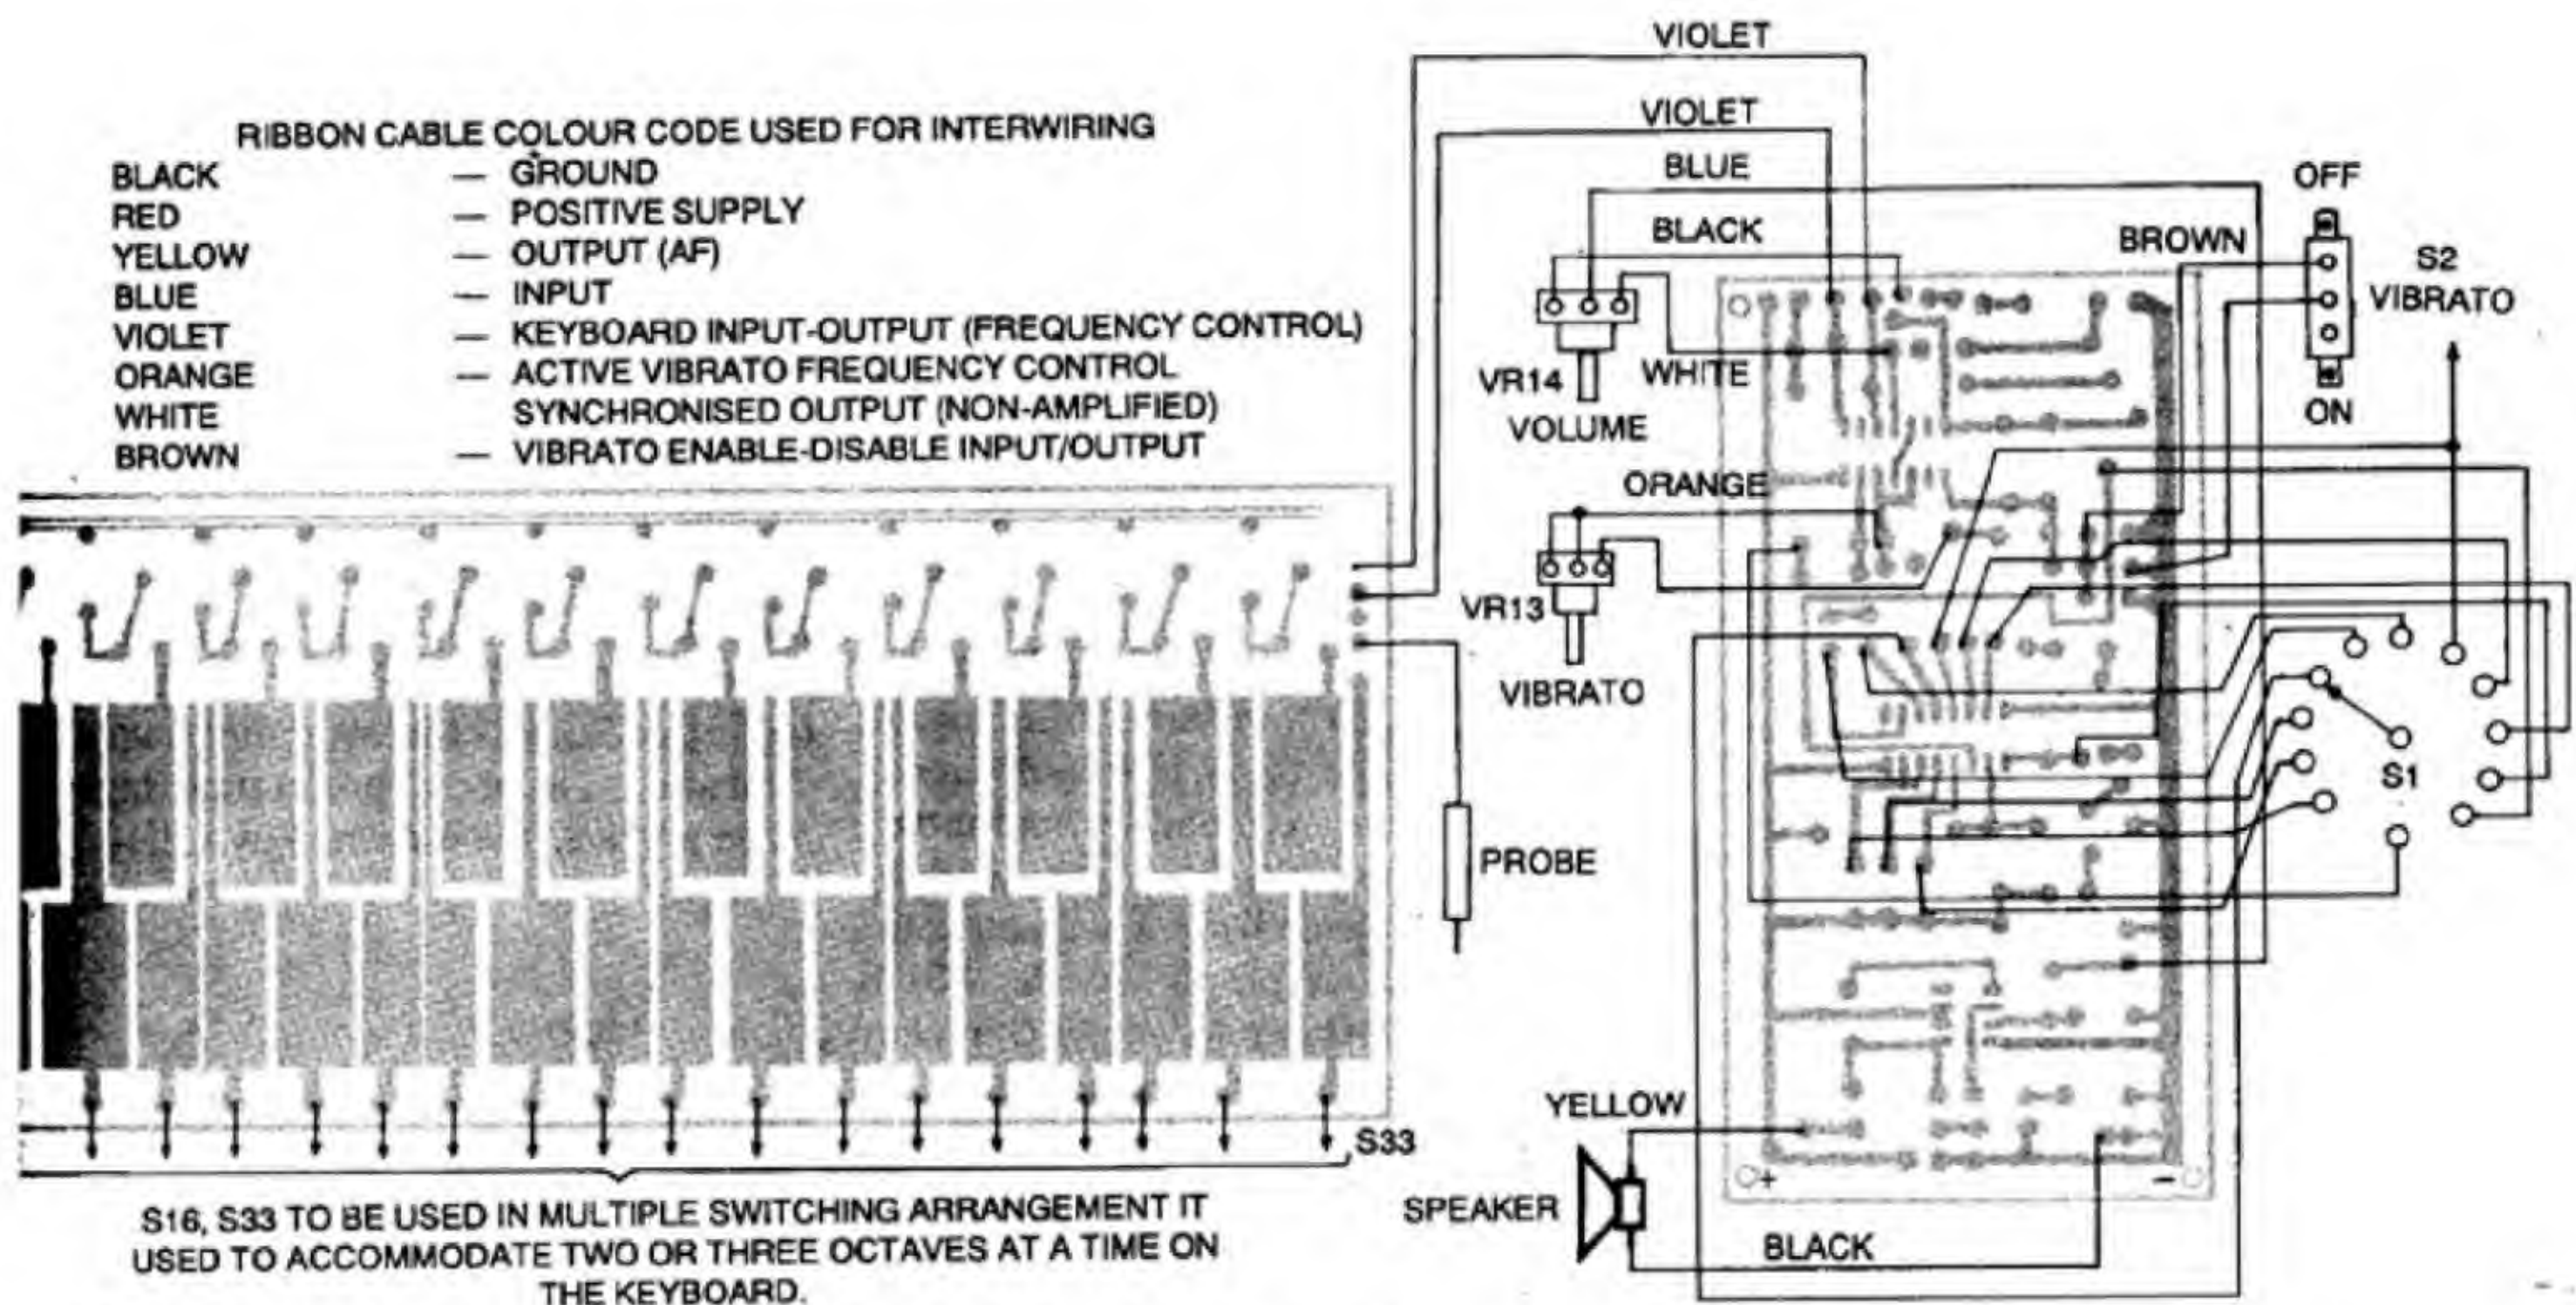 RIBBON CABLE COLOUR CODE USED FOR INTERWIRING
BLACK — GROUND
RED — POSITIVE SUPPLY
YELLOW — OUTPUT (AF)
BLUE — INPUT
VIOLET — KEYBOARD INPUT-OUTPUT (FREQUENCY CONTROL)
ORANGE — ACTIVE VIBRATO FREQUENCY CONTROL
WHITE SYNCHRONISED OUTPUT (NON-AMPLIFIED)
BROWN — VIBRATO ENABLE-DISABLE INPUT/OUTPUT
VIOLET
VIOLET
BLUE
BLACK
VR14
WHITE
VOLUME
ORANGE
VR13
VIBRATO
PROBE
BROWN
OFF
S2
VIBRATO
ON
S1
YELLOW
SPEAKER
BLACK
+
–
S33
S16, S33 TO BE USED IN MULTIPLE SWITCHING ARRANGEMENT IT
USED TO ACCOMMODATE TWO OR THREE OCTAVES AT A TIME ON
THE KEYBOARD.